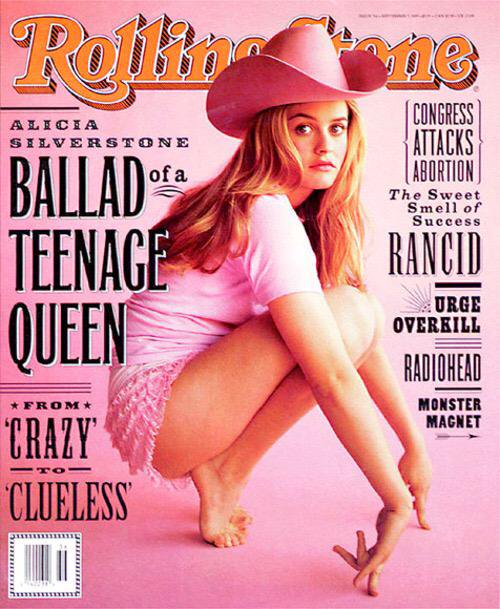 Rolling Stone
ALICIA
SILVERSTONE
BALLAD of a
TEENAGE
QUEEN
★ FROM ★
'CRAZY'
TO
'CLUELESS'
CONGRESS
ATTACKS
ABORTION
The Sweet
Smell of
Success
RANCID
URGE
OVERKILL
RADIOHEAD
MONSTER
MAGNET